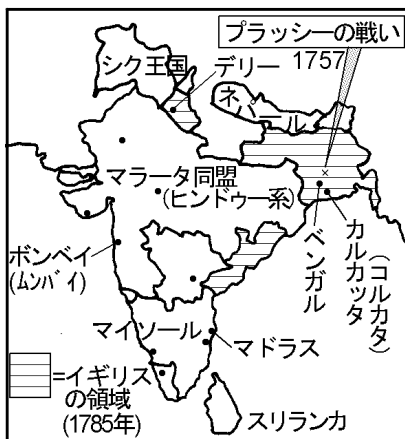 プラッシーの戦い
1757
シク王国
デリー
ネパール
マラータ同盟
(ヒンドゥー系)
ボンベイ
(ムンバイ)
ベンガル
カルカッタ
(コルカタ)
マイソール
マドラス
=イギリス
の領域
(1785年)
スリランカ